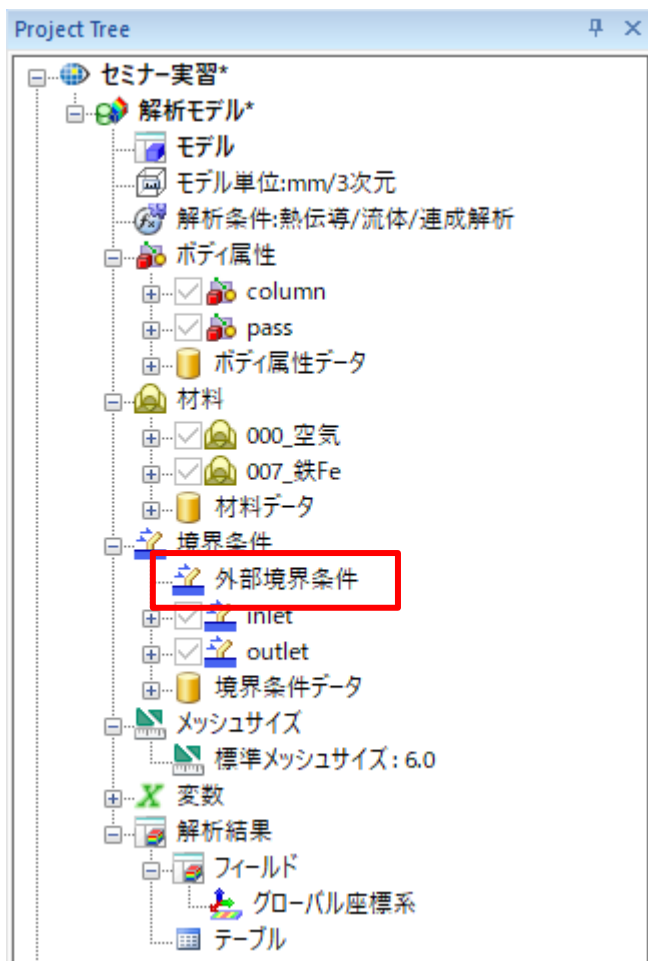 Project Tree
セミナー実習*
解析モデル*
モデル
モデル単位:mm/3次元
解析条件:熱伝導/流体/連成解析
ボディ属性
column
pass
ボディ属性データ
材料
000_空気
007_鉄Fe
材料データ
境界条件
外部境界条件
inlet
outlet
境界条件データ
メッシュサイズ
標準メッシュサイズ : 6.0
X 変数
解析結果
フィールド
グローバル座標系
テーブル